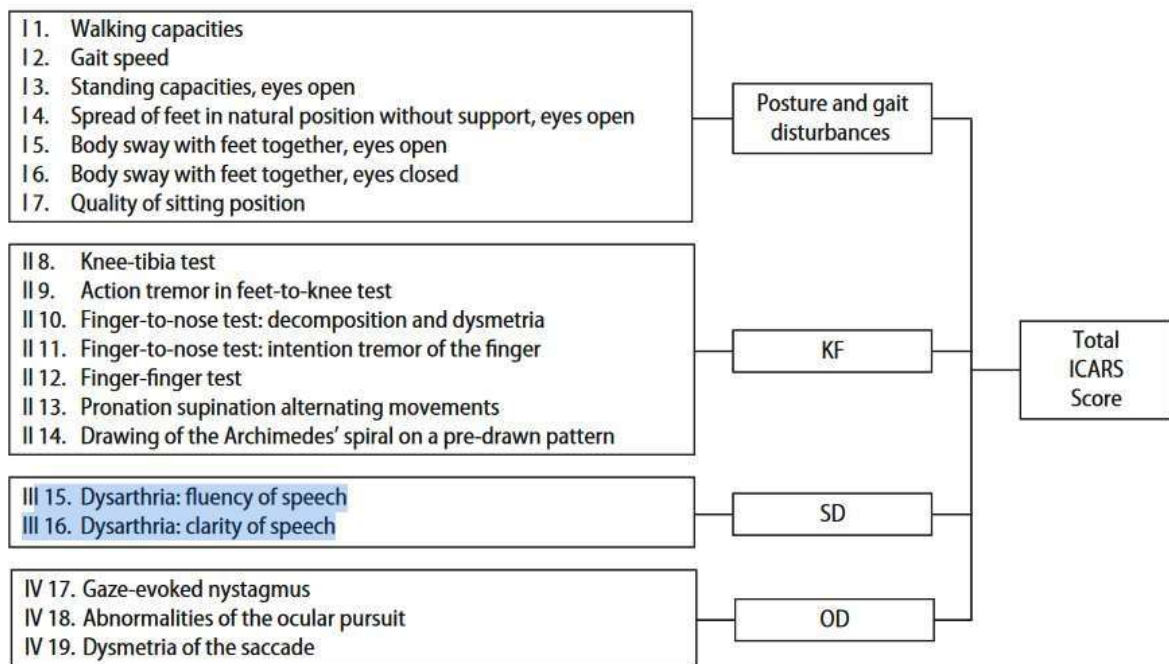 I 1. Walking capacities
I 2. Gait speed
I 3. Standing capacities, eyes open
I 4. Spread of feet in natural position without support, eyes open
I 5. Body sway with feet together, eyes open
I 6. Body sway with feet together, eyes closed
I 7. Quality of sitting position
Posture and gait
disturbances
II 8. Knee-tibia test
II 9. Action tremor in feet-to-knee test
II 10. Finger-to-nose test: decomposition and dysmetria
II 11. Finger-to-nose test: intention tremor of the finger
II 12. Finger-finger test
II 13. Pronation supination alternating movements
II 14. Drawing of the Archimedes’ spiral on a pre-drawn pattern
KF
III 15. Dysarthria: fluency of speech
III 16. Dysarthria: clarity of speech
SD
IV 17. Gaze-evoked nystagmus
IV 18. Abnormalities of the ocular pursuit
IV 19. Dysmetria of the saccade
OD
Total
ICARS
Score